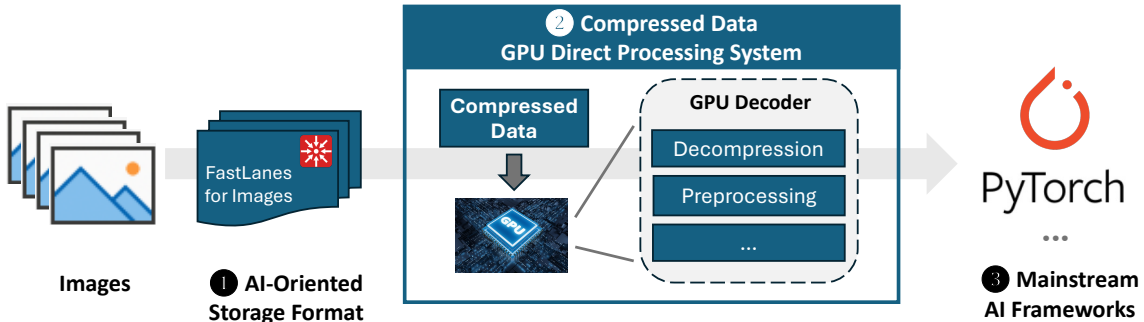 ❷ Compressed Data
GPU Direct Processing System
Compressed
Data
GPU Decoder
Decompression
Preprocessing
...
GPU
FastLanes
for Images
PyTorch
...
Images
❶ AI-Oriented
Storage Format
❸ Mainstream
AI Frameworks